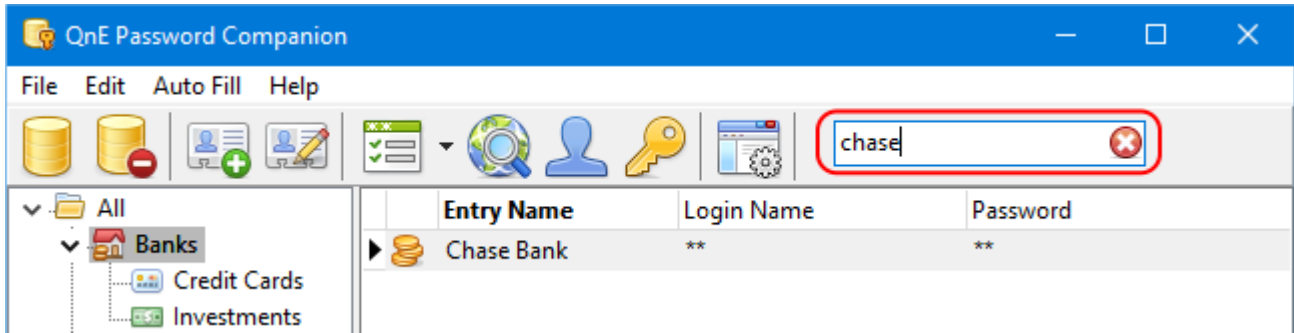 QnE Password Companion
File Edit Auto Fill Help
chase
All
Banks
Credit Cards
Investments
Entry Name Login Name Password
Chase Bank ** **